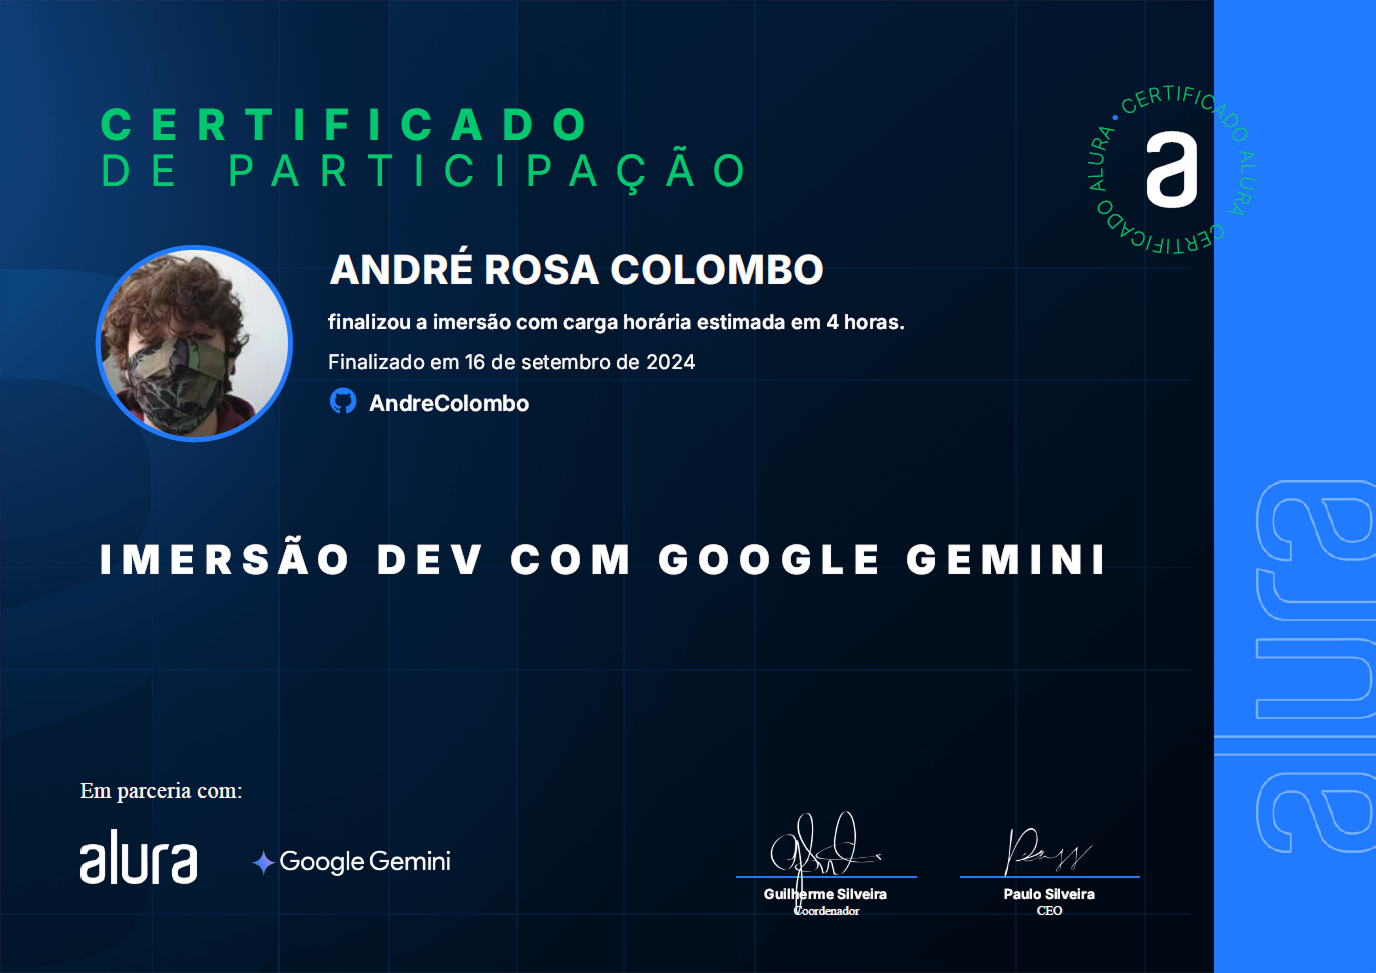 CERTIFICADO
DE PARTICIPAÇÃO
CERTIFICADO ALURA • CERTIFICADO ALURA
a
ANDRÉ ROSA COLOMBO
finalizou a imersão com carga horária estimada em 4 horas.
Finalizado em 16 de setembro de 2024
AndreColombo
IMERSÃO DEV COM GOOGLE GEMINI
alura
Em parceria com:
alura Google Gemini
Guilherme Silveira
Coordenador
Paulo Silveira
CEO